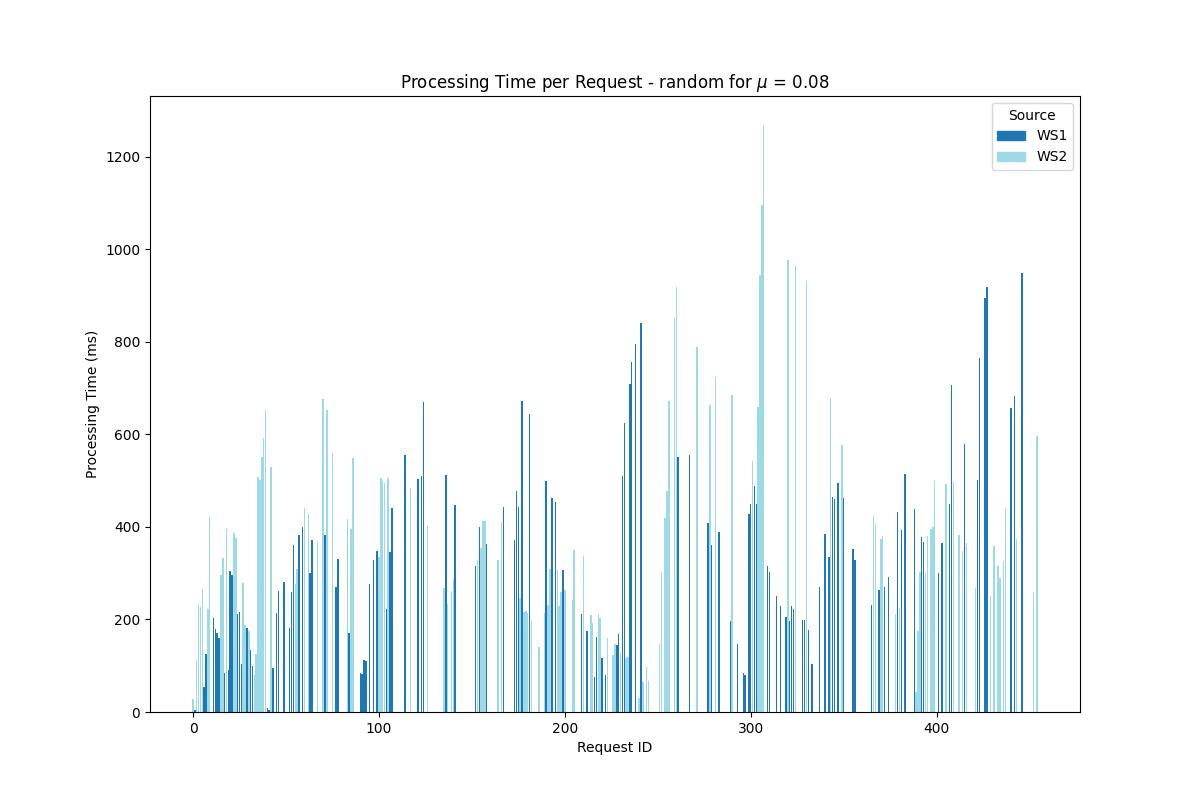 Processing Time per Request - random for μ = 0.08
Source
WS1
WS2
Processing Time (ms)
1200
1000
800
600
400
200
0
0 100 200 300 400
Request ID